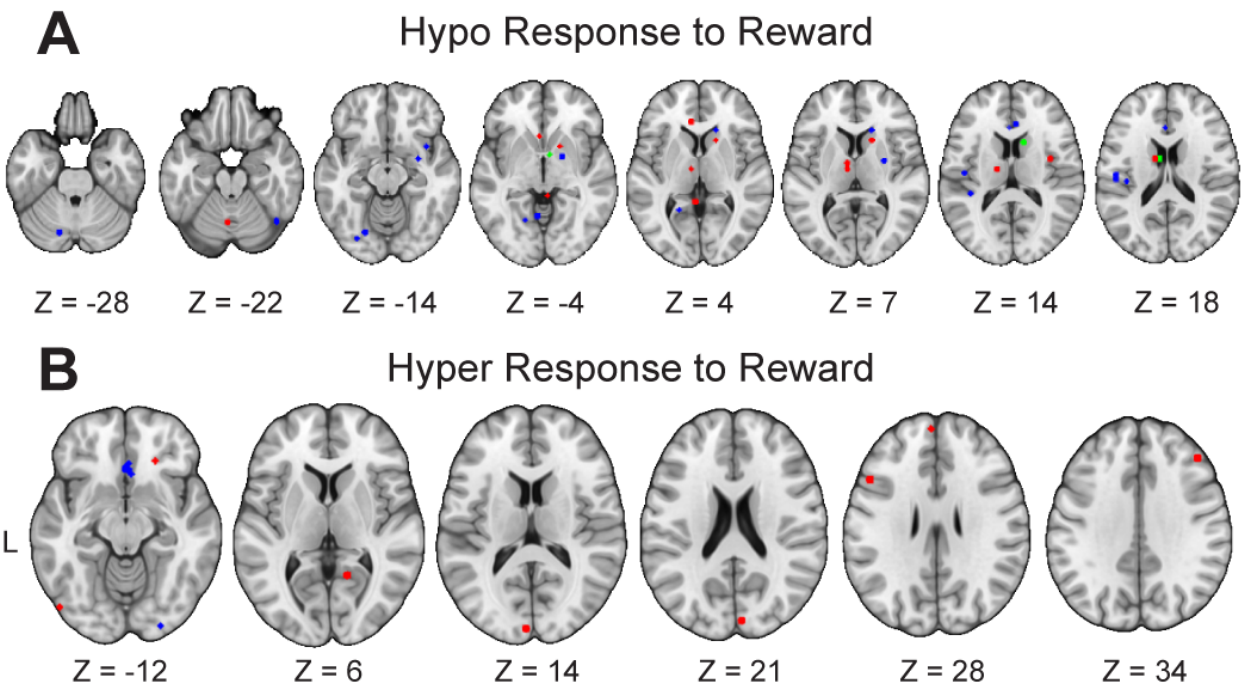 A
Hypo Response to Reward
Z = -28 Z = -22 Z = -14 Z = -4 Z = 4 Z = 7 Z = 14 Z = 18
B
Hyper Response to Reward
L
Z = -12 Z = 6 Z = 14 Z = 21 Z = 28 Z = 34